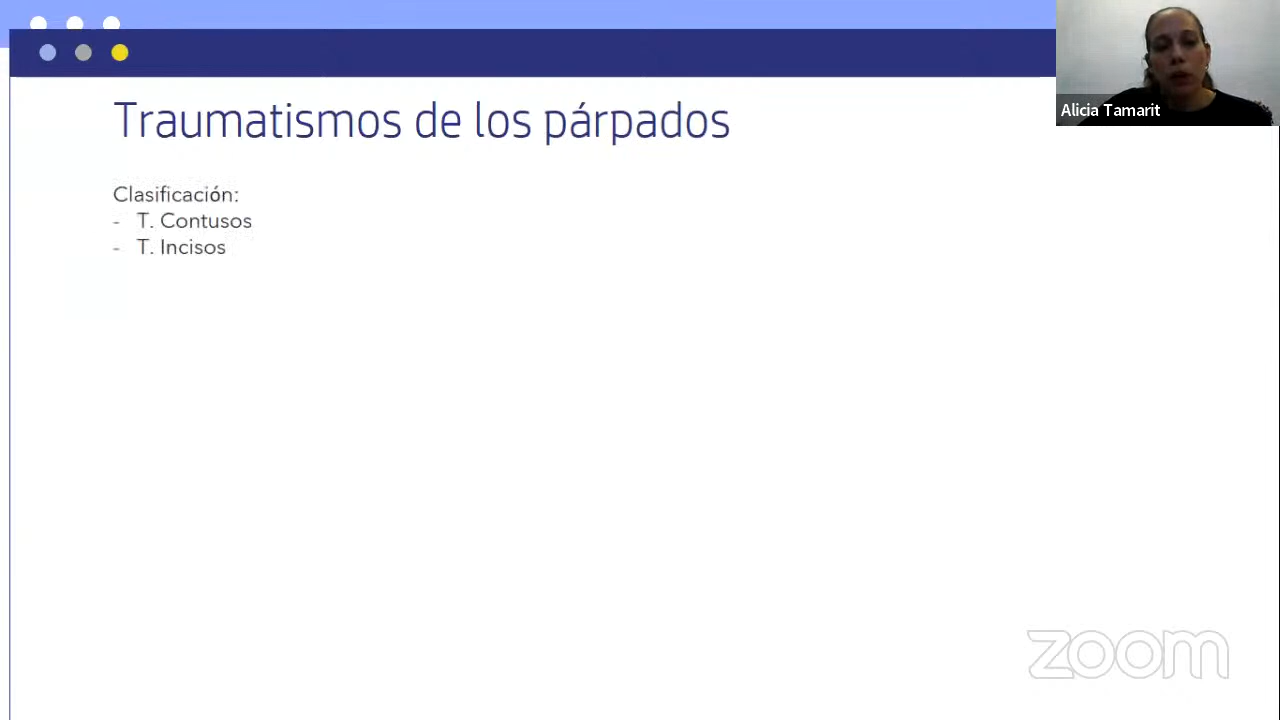 Traumatismos de los párpados
Alicia Tamarit
Clasificación:
- T. Contusos
- T. Incisos
zoom